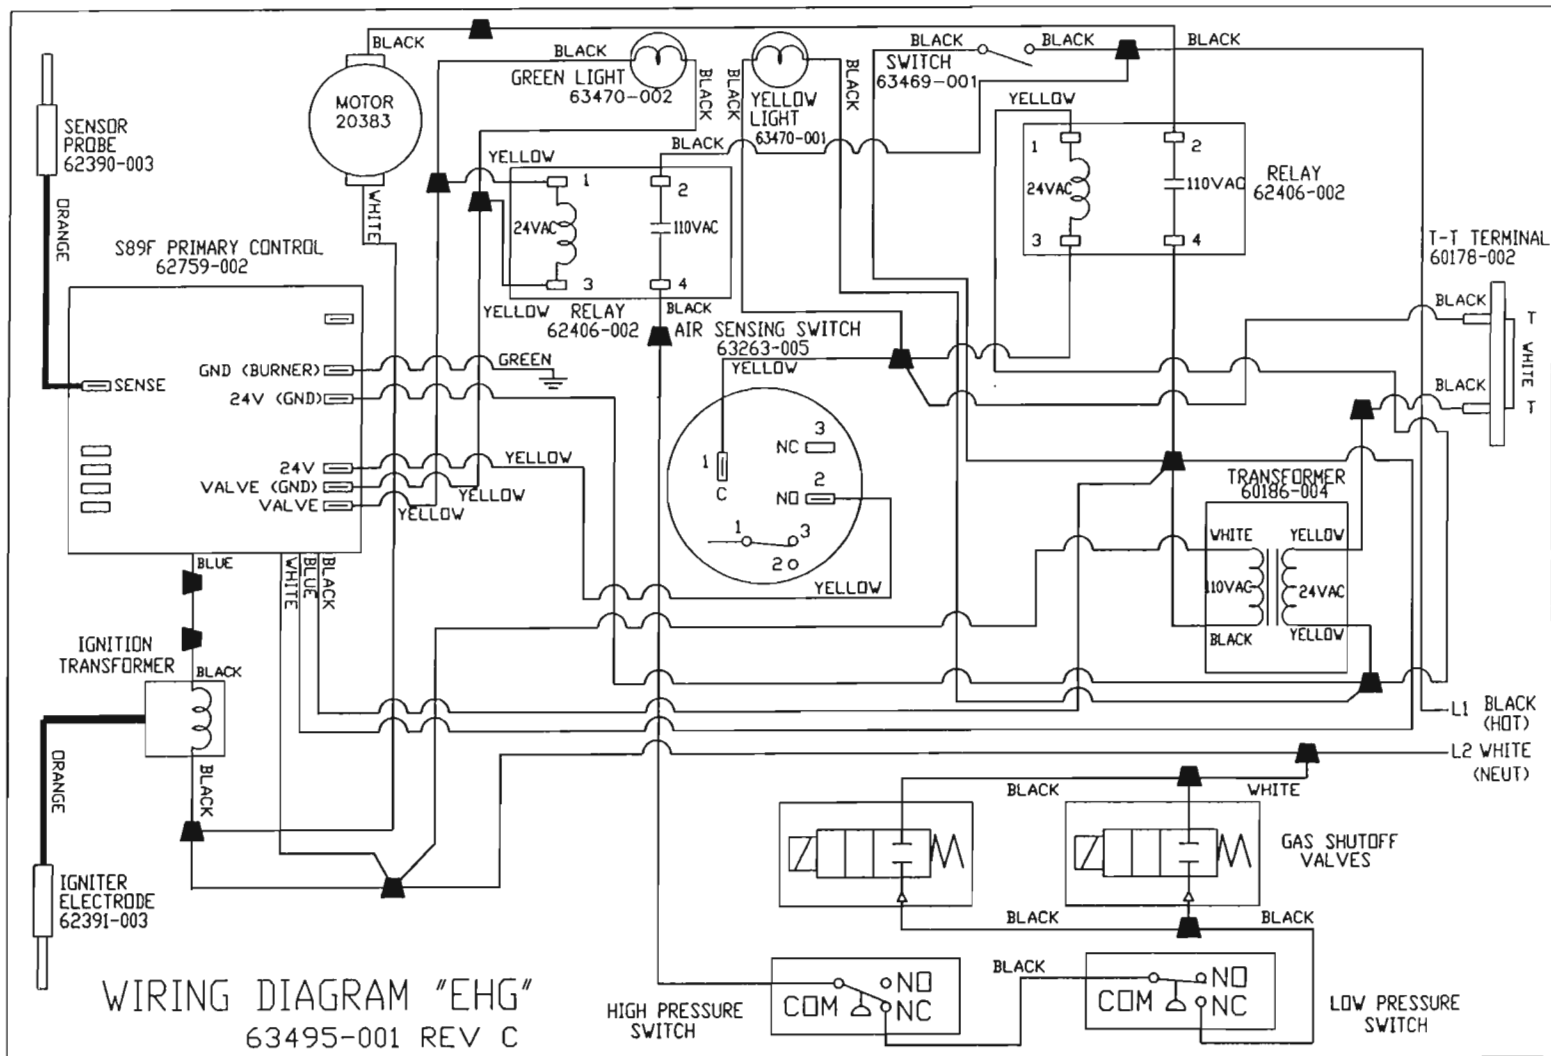 BLACK
MOTOR
20383
WHITE
SENSOR
PROBE
62390-003
ORANGE
BLACK
GREEN LIGHT
63470-002
BLACK
BLACK
YELLOW
LIGHT
63470-001
BLACK
BLACK
BLACK
BLACK
SWITCH
63469-001
YELLOW
BLACK
YELLOW
1
2
24VAC
110VAC
3
4
YELLOW
RELAY
62406-002
BLACK
1
2
24VAC
110VAC
3
4
RELAY
62406-002
T-T TERMINAL
60178-002
BLACK
T
WHITE
BLACK
T
S89F PRIMARY CONTROL
62759-002
SENSE
GND (BURNER)
24V (GND)
24V
VALVE (GND)
VALVE
GREEN
YELLOW
YELLOW
YELLOW
BLUE
WHITE
BLUE
BLACK
AIR SENSING SWITCH
63263-005
YELLOW
3
NC
1
C
2
NO
1
3
2
YELLOW
TRANSFORMER
60186-004
WHITE
YELLOW
110VAC
24VAC
BLACK
YELLOW
IGNITION
TRANSFORMER
BLACK
BLACK
ORANGE
IGNITER
ELECTRODE
62391-003
L1 BLACK
(HOT)
L2 WHITE
(NEUT)
BLACK
WHITE
GAS SHUTOFF
VALVES
BLACK
BLACK
HIGH PRESSURE
SWITCH
COM
NO
NC
BLACK
COM
NO
NC
LOW PRESSURE
SWITCH
WIRING DIAGRAM "EHG"
63495-001 REV C